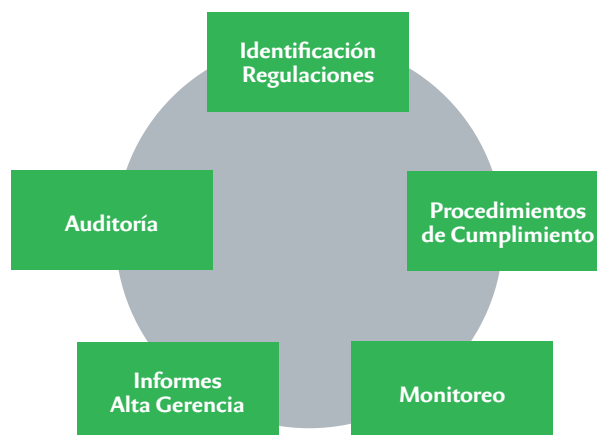 Identificación
Regulaciones
Auditoría
Procedimientos
de Cumplimiento
Informes
Alta Gerencia
Monitoreo